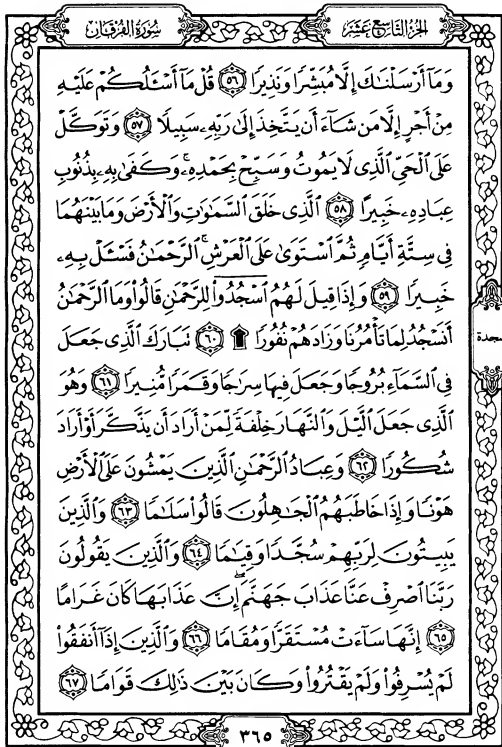 الجزء التاسع عشر
سورة الفرقان
وَمَآ أَرْسَلْنَٰكَ إِلَّا مُبَشِّرًا وَنَذِيرًا ۝٥٦ قُلْ مَآ أَسْـَٔلُكُمْ عَلَيْهِ
مِنْ أَجْرٍ إِلَّا مَن شَآءَ أَن يَتَّخِذَ إِلَىٰ رَبِّهِۦ سَبِيلًا ۝٥٧ وَتَوَكَّلْ
عَلَى ٱلْحَىِّ ٱلَّذِى لَا يَمُوتُ وَسَبِّحْ بِحَمْدِهِۦ ۚ وَكَفَىٰ بِهِۦ بِذُنُوبِ
عِبَادِهِۦ خَبِيرًا ۝٥٨ ٱلَّذِى خَلَقَ ٱلسَّمَٰوَٰتِ وَٱلْأَرْضَ وَمَا بَيْنَهُمَا
فِى سِتَّةِ أَيَّامٍ ثُمَّ ٱسْتَوَىٰ عَلَى ٱلْعَرْشِ ۚ ٱلرَّحْمَٰنُ فَسْـَٔلْ بِهِۦ
خَبِيرًا ۝٥٩ وَإِذَا قِيلَ لَهُمُ ٱسْجُدُوا۟ لِلرَّحْمَٰنِ قَالُوا۟ وَمَا ٱلرَّحْمَٰنُ
أَنَسْجُدُ لِمَا تَأْمُرُنَا وَزَادَهُمْ نُفُورًا ۩ ۝٦٠ تَبَارَكَ ٱلَّذِى جَعَلَ
سجدة
فِى ٱلسَّمَآءِ بُرُوجًا وَجَعَلَ فِيهَا سِرَٰجًا وَقَمَرًا مُّنِيرًا ۝٦١ وَهُوَ
ٱلَّذِى جَعَلَ ٱلَّيْلَ وَٱلنَّهَارَ خِلْفَةً لِّمَنْ أَرَادَ أَن يَذَّكَّرَ أَوْ أَرَادَ
شُكُورًا ۝٦٢ وَعِبَادُ ٱلرَّحْمَٰنِ ٱلَّذِينَ يَمْشُونَ عَلَى ٱلْأَرْضِ
هَوْنًا وَإِذَا خَاطَبَهُمُ ٱلْجَٰهِلُونَ قَالُوا۟ سَلَٰمًا ۝٦٣ وَٱلَّذِينَ
يَبِيتُونَ لِرَبِّهِمْ سُجَّدًا وَقِيَٰمًا ۝٦٤ وَٱلَّذِينَ يَقُولُونَ
رَبَّنَا ٱصْرِفْ عَنَّا عَذَابَ جَهَنَّمَ ۖ إِنَّ عَذَابَهَا كَانَ غَرَامًا
۝٦٥ إِنَّهَا سَآءَتْ مُسْتَقَرًّا وَمُقَامًا ۝٦٦ وَٱلَّذِينَ إِذَآ أَنفَقُوا۟
لَمْ يُسْرِفُوا۟ وَلَمْ يَقْتُرُوا۟ وَكَانَ بَيْنَ ذَٰلِكَ قَوَامًا ۝٦٧
٣٦٥